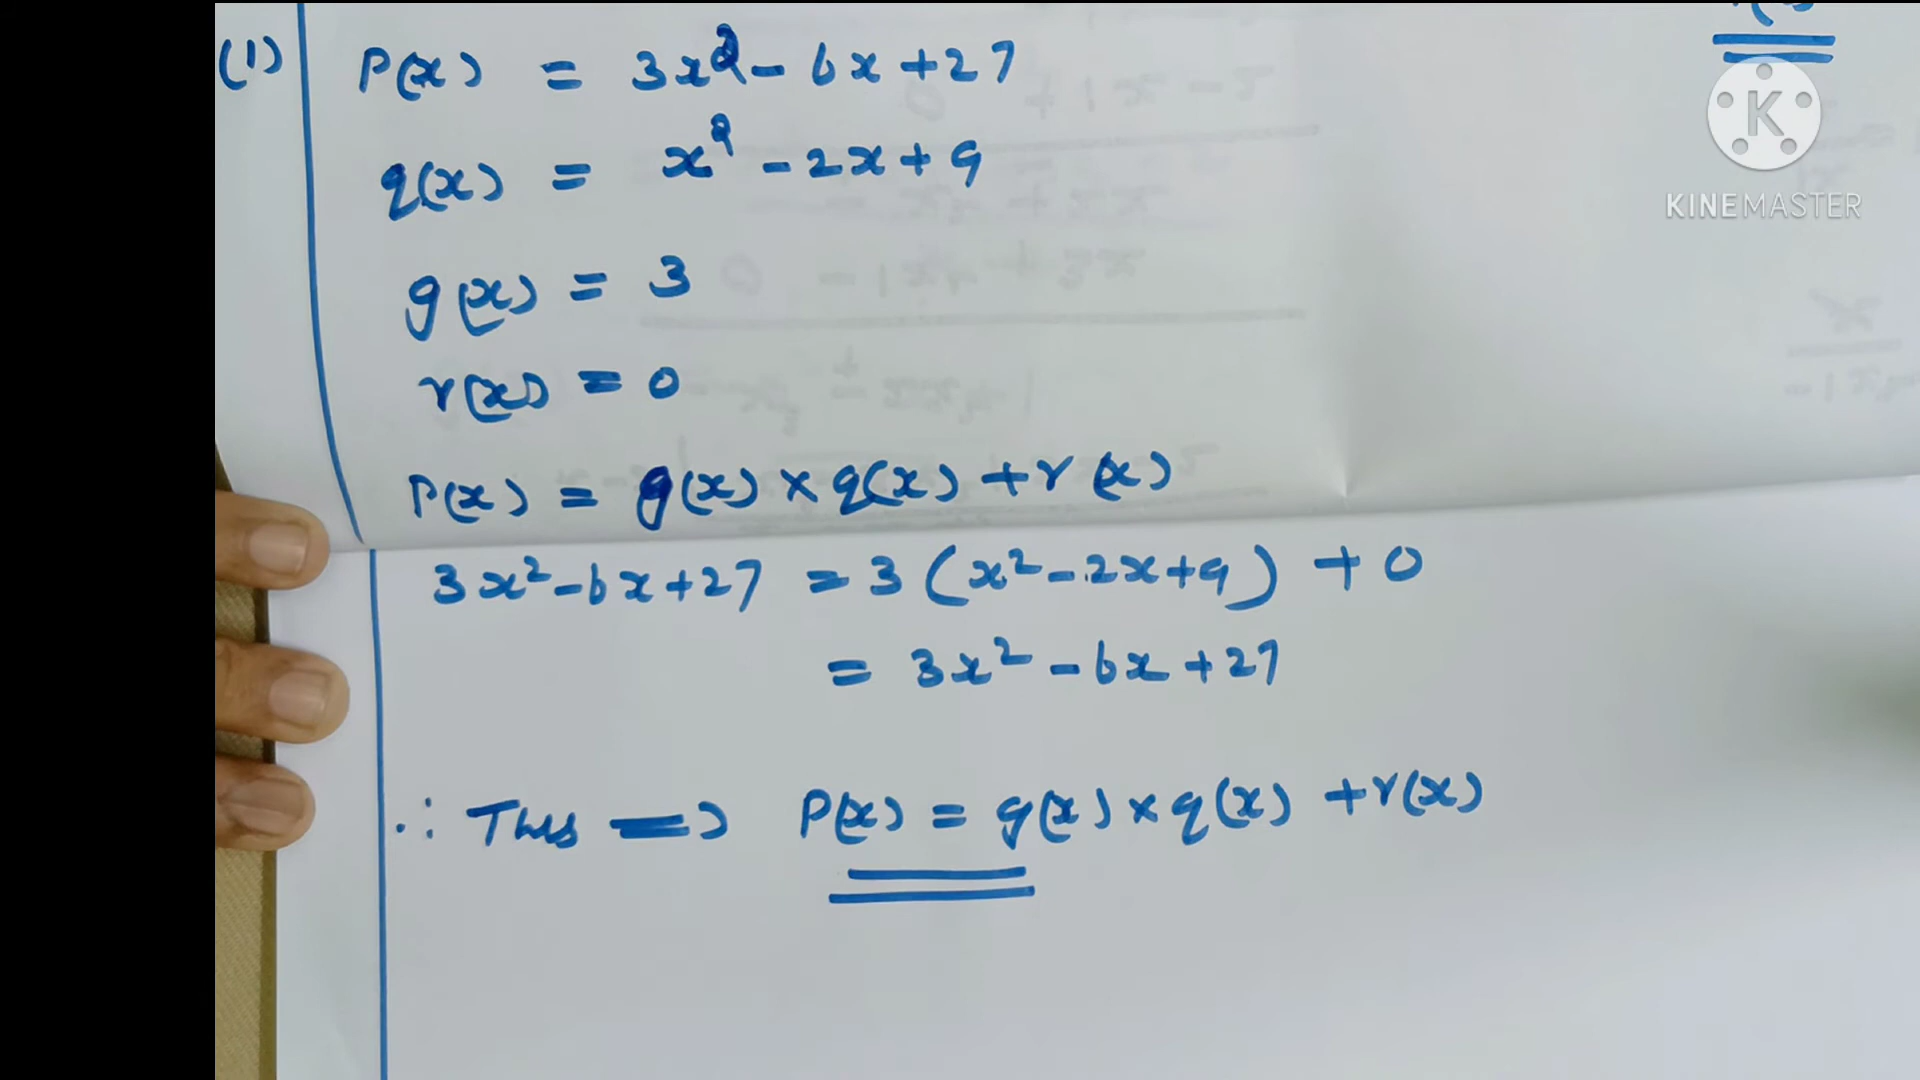 (1) P(x) = 3x² - 6x + 27
q(x) = x² - 2x + 9
g(x) = 3
r(x) = 0
P(x) = g(x) × q(x) + r(x)
3x² - 6x + 27 = 3(x² - 2x + 9) + 0
= 3x² - 6x + 27
∴ Thus ⇒ P(x) = g(x) × q(x) + r(x)
K
KINEMASTER